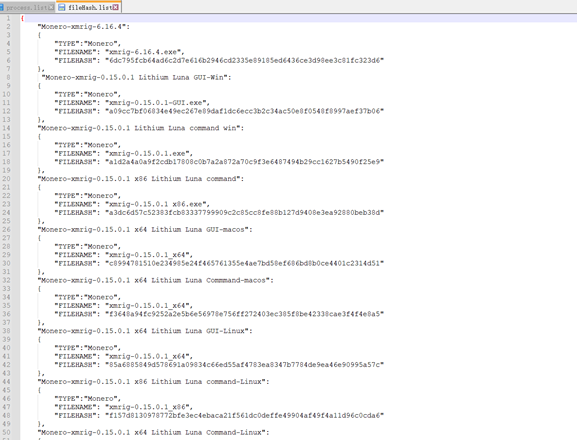 process.list fileHash.list
1 {
2 "Monero-xmrig-6.16.4":
3 {
4 "TYPE":"Monero",
5 "FILENAME": "xmrig-6.16.4.exe",
6 "FILEHASH": "6dc795fcb64ad6c2d7e616b2946cd2335e89185ed6436ce3d98ee3c81fc323d6"
7 },
8 "Monero-xmrig-0.15.0.1 Lithium Luna GUI-Win":
9 {
10 "TYPE":"Monero",
11 "FILENAME": "xmrig-0.15.0.1-GUI.exe",
12 "FILEHASH": "a09cc7bf06834e49ec267e89daf1dc6ecc3b2c34ac50e8f0548f8997aef37b06"
13 },
14 "Monero-xmrig-0.15.0.1 Lithium Luna command win":
15 {
16 "TYPE":"Monero",
17 "FILENAME": "xmrig-0.15.0.1.exe",
18 "FILEHASH": "a1d2a4a0a9f2cdb17808c0b7a2a872a70c9f3e6487494b29cc1627b5490f25e9"
19 },
20 "Monero-xmrig-0.15.0.1 x86 Lithium Luna command":
21 {
22 "TYPE":"Monero",
23 "FILENAME": "xmrig-0.15.0.1 x86.exe",
24 "FILEHASH": "a3dc6d57c52383fcb83337799909c2c85cc8fe88b127d9408e3ea92880beb38d"
25 },
26 "Monero-xmrig-0.15.0.1 x64 Lithium Luna GUI-macos":
27 {
28 "TYPE":"Monero",
29 "FILENAME": "xmrig-0.15.0.1_x64",
30 "FILEHASH": "c8994781510e234985e24f465761355e4ae7bd58ef686bd8b0ce4401c2314d51"
31 },
32 "Monero-xmrig-0.15.0.1 x64 Lithium Luna Commmand-macos":
33 {
34 "TYPE":"Monero",
35 "FILENAME": "xmrig-0.15.0.1_x64",
36 "FILEHASH": "f3648a94fc9252a2e5b6e56978e756ff272403ec385f8be42338cae3f4f4e8a5"
37 },
38 "Monero-xmrig-0.15.0.1 x64 Lithium Luna GUI-Linux":
39 {
40 "TYPE":"Monero",
41 "FILENAME": "xmrig-0.15.0.1_x64",
42 "FILEHASH": "85a6885849d578691a09834c66ed55af4783ea8347b7784de9ea46e90995a57c"
43 },
44 "Monero-xmrig-0.15.0.1 x86 Lithium Luna command-Linux":
45 {
46 "TYPE":"Monero",
47 "FILENAME": "xmrig-0.15.0.1_x86",
48 "FILEHASH": "f157d8130978772bfe3ec4ebaca21f561dc0deffe49904af49f4a11d96c0cda6"
49 },
50 "Monero-xmrig-0.15.0.1 x64 Lithium Luna Command-Linux":